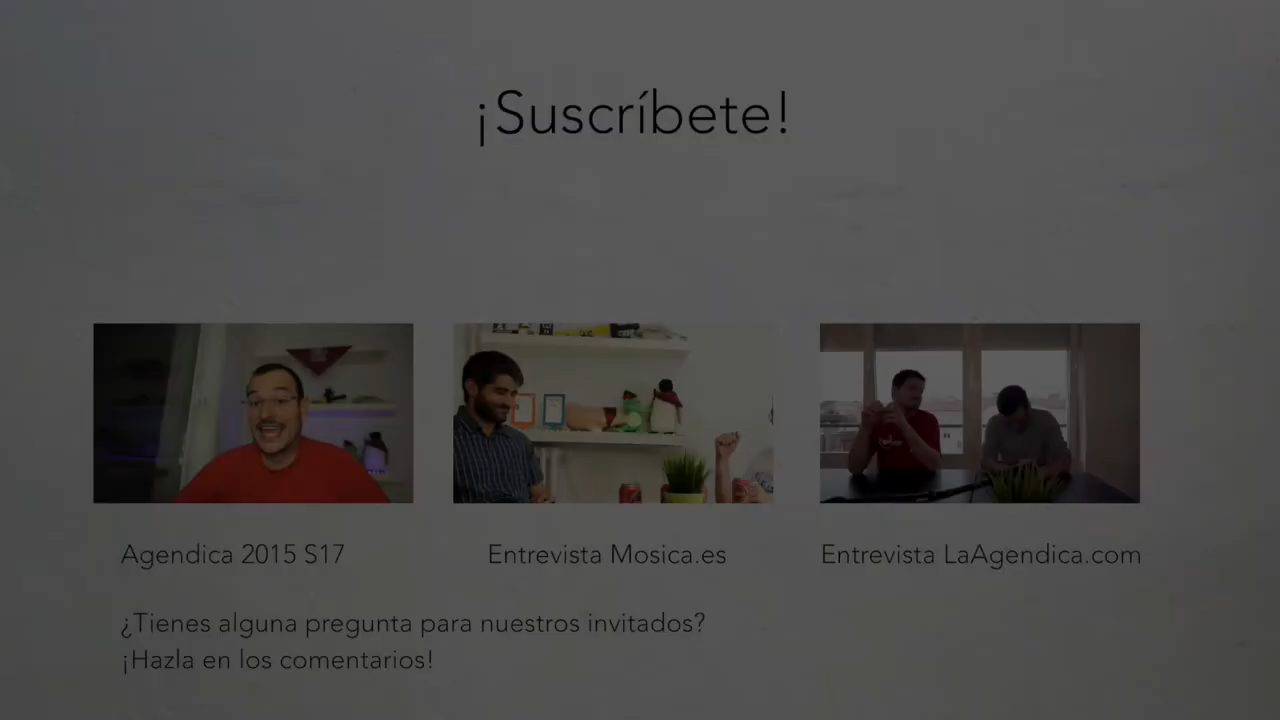 ¡Suscríbete!
Agendica 2015 S17
Entrevista Mosica.es
Entrevista LaAgendica.com
¿Tienes alguna pregunta para nuestros invitados?
¡Hazla en los comentarios!